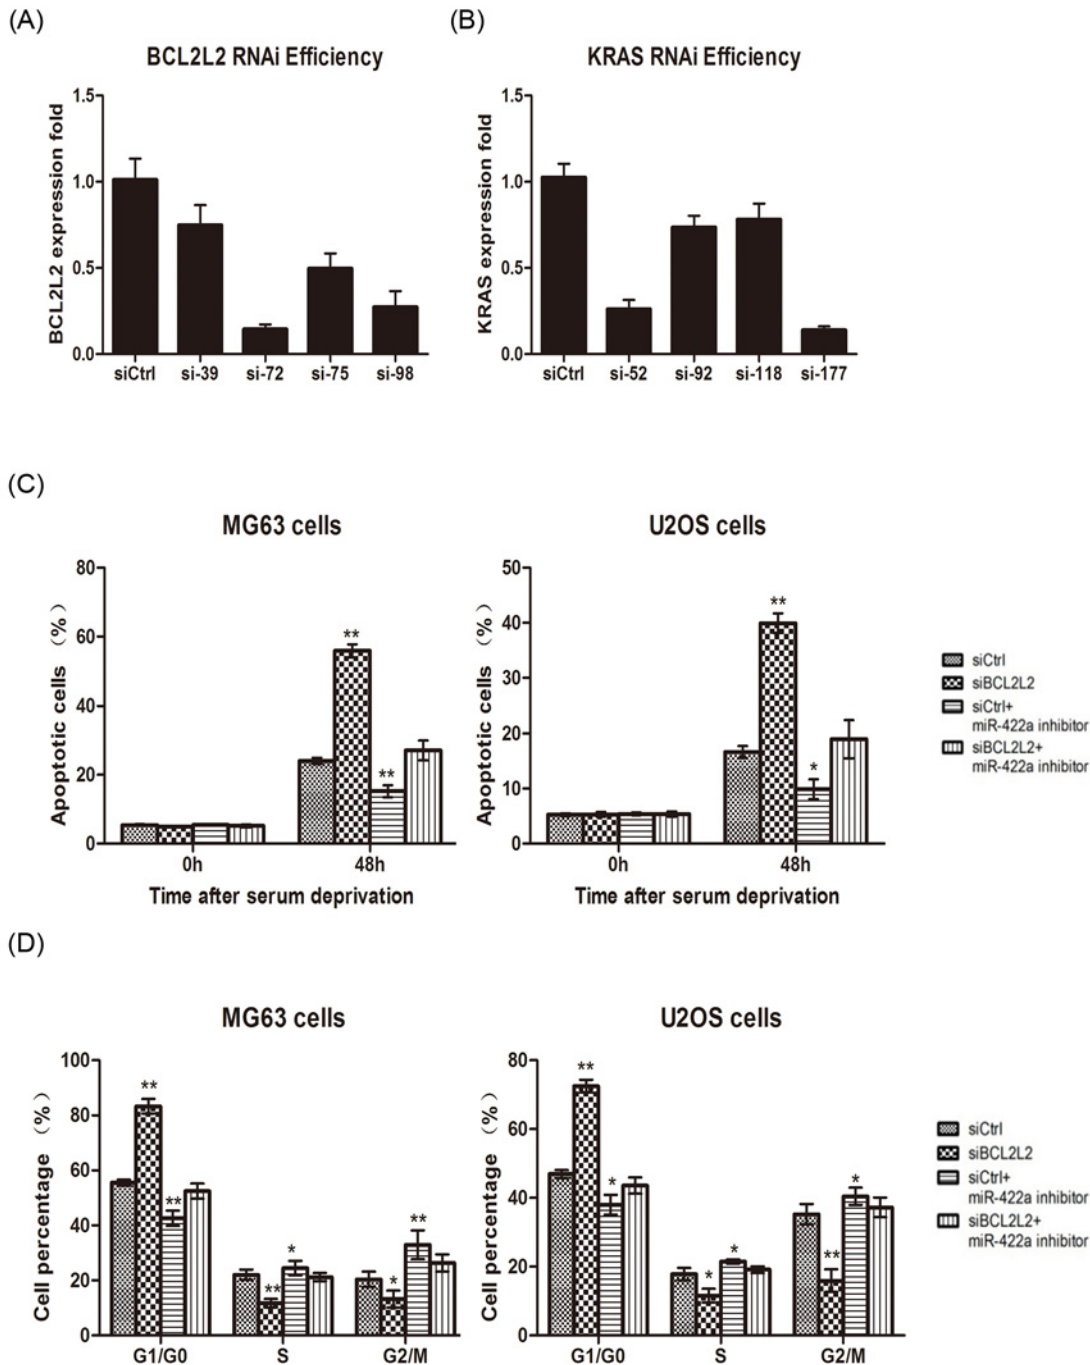 (A)
BCL2L2 RNAi Efficiency
BCL2L2 expression fold
1.5
1.0
0.5
0.0
siCtrl si-39 si-72 si-75 si-98
(B)
KRAS RNAi Efficiency
KRAS expression fold
1.5
1.0
0.5
0.0
siCtrl si-52 si-92 si-118 si-177
(C)
MG63 cells
Apoptotic cells (%)
80
60
40
20
0
**
**
0h 48h
Time after serum deprivation
U2OS cells
Apoptotic cells (%)
50
40
30
20
10
0
**
*
0h 48h
Time after serum deprivation
siCtrl
siBCL2L2
siCtrl+
miR-422a inhibitor
siBCL2L2+
miR-422a inhibitor
(D)
MG63 cells
Cell percentage (%)
100
80
60
40
20
0
**
**
**
*
*
**
G1/G0 S G2/M
U2OS cells
Cell percentage (%)
80
60
40
20
0
**
*
*
*
**
*
G1/G0 S G2/M
siCtrl
siBCL2L2
siCtrl+
miR-422a inhibitor
siBCL2L2+
miR-422a inhibitor